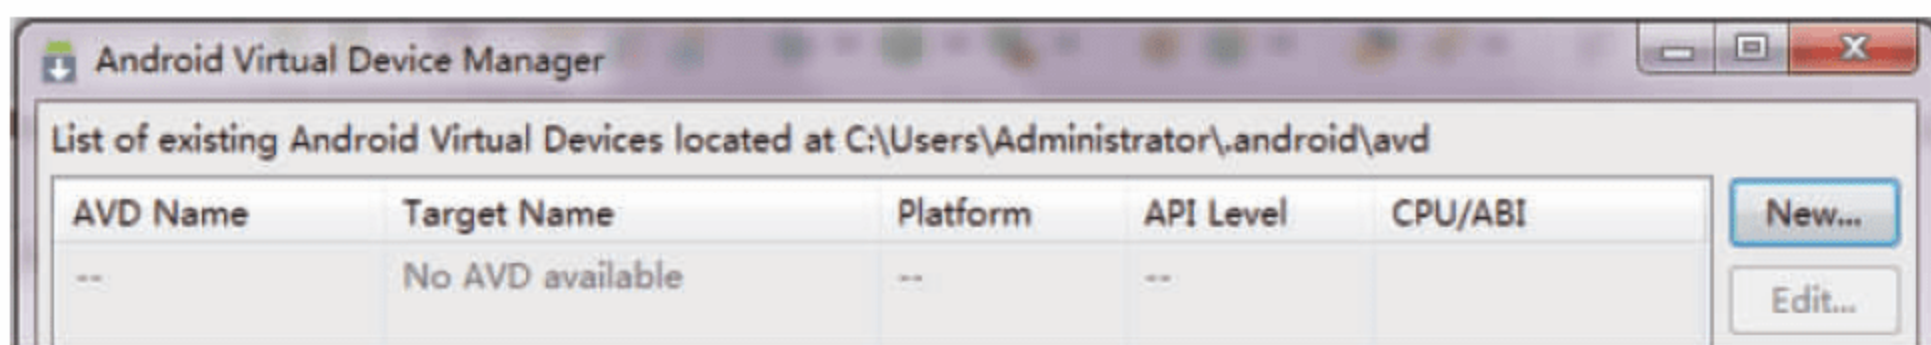 Android Virtual Device Manager
List of existing Android Virtual Devices located at C:\Users\Administrator\.android\avd
AVD Name Target Name Platform API Level CPU/ABI New...
-- No AVD available -- --
Edit...